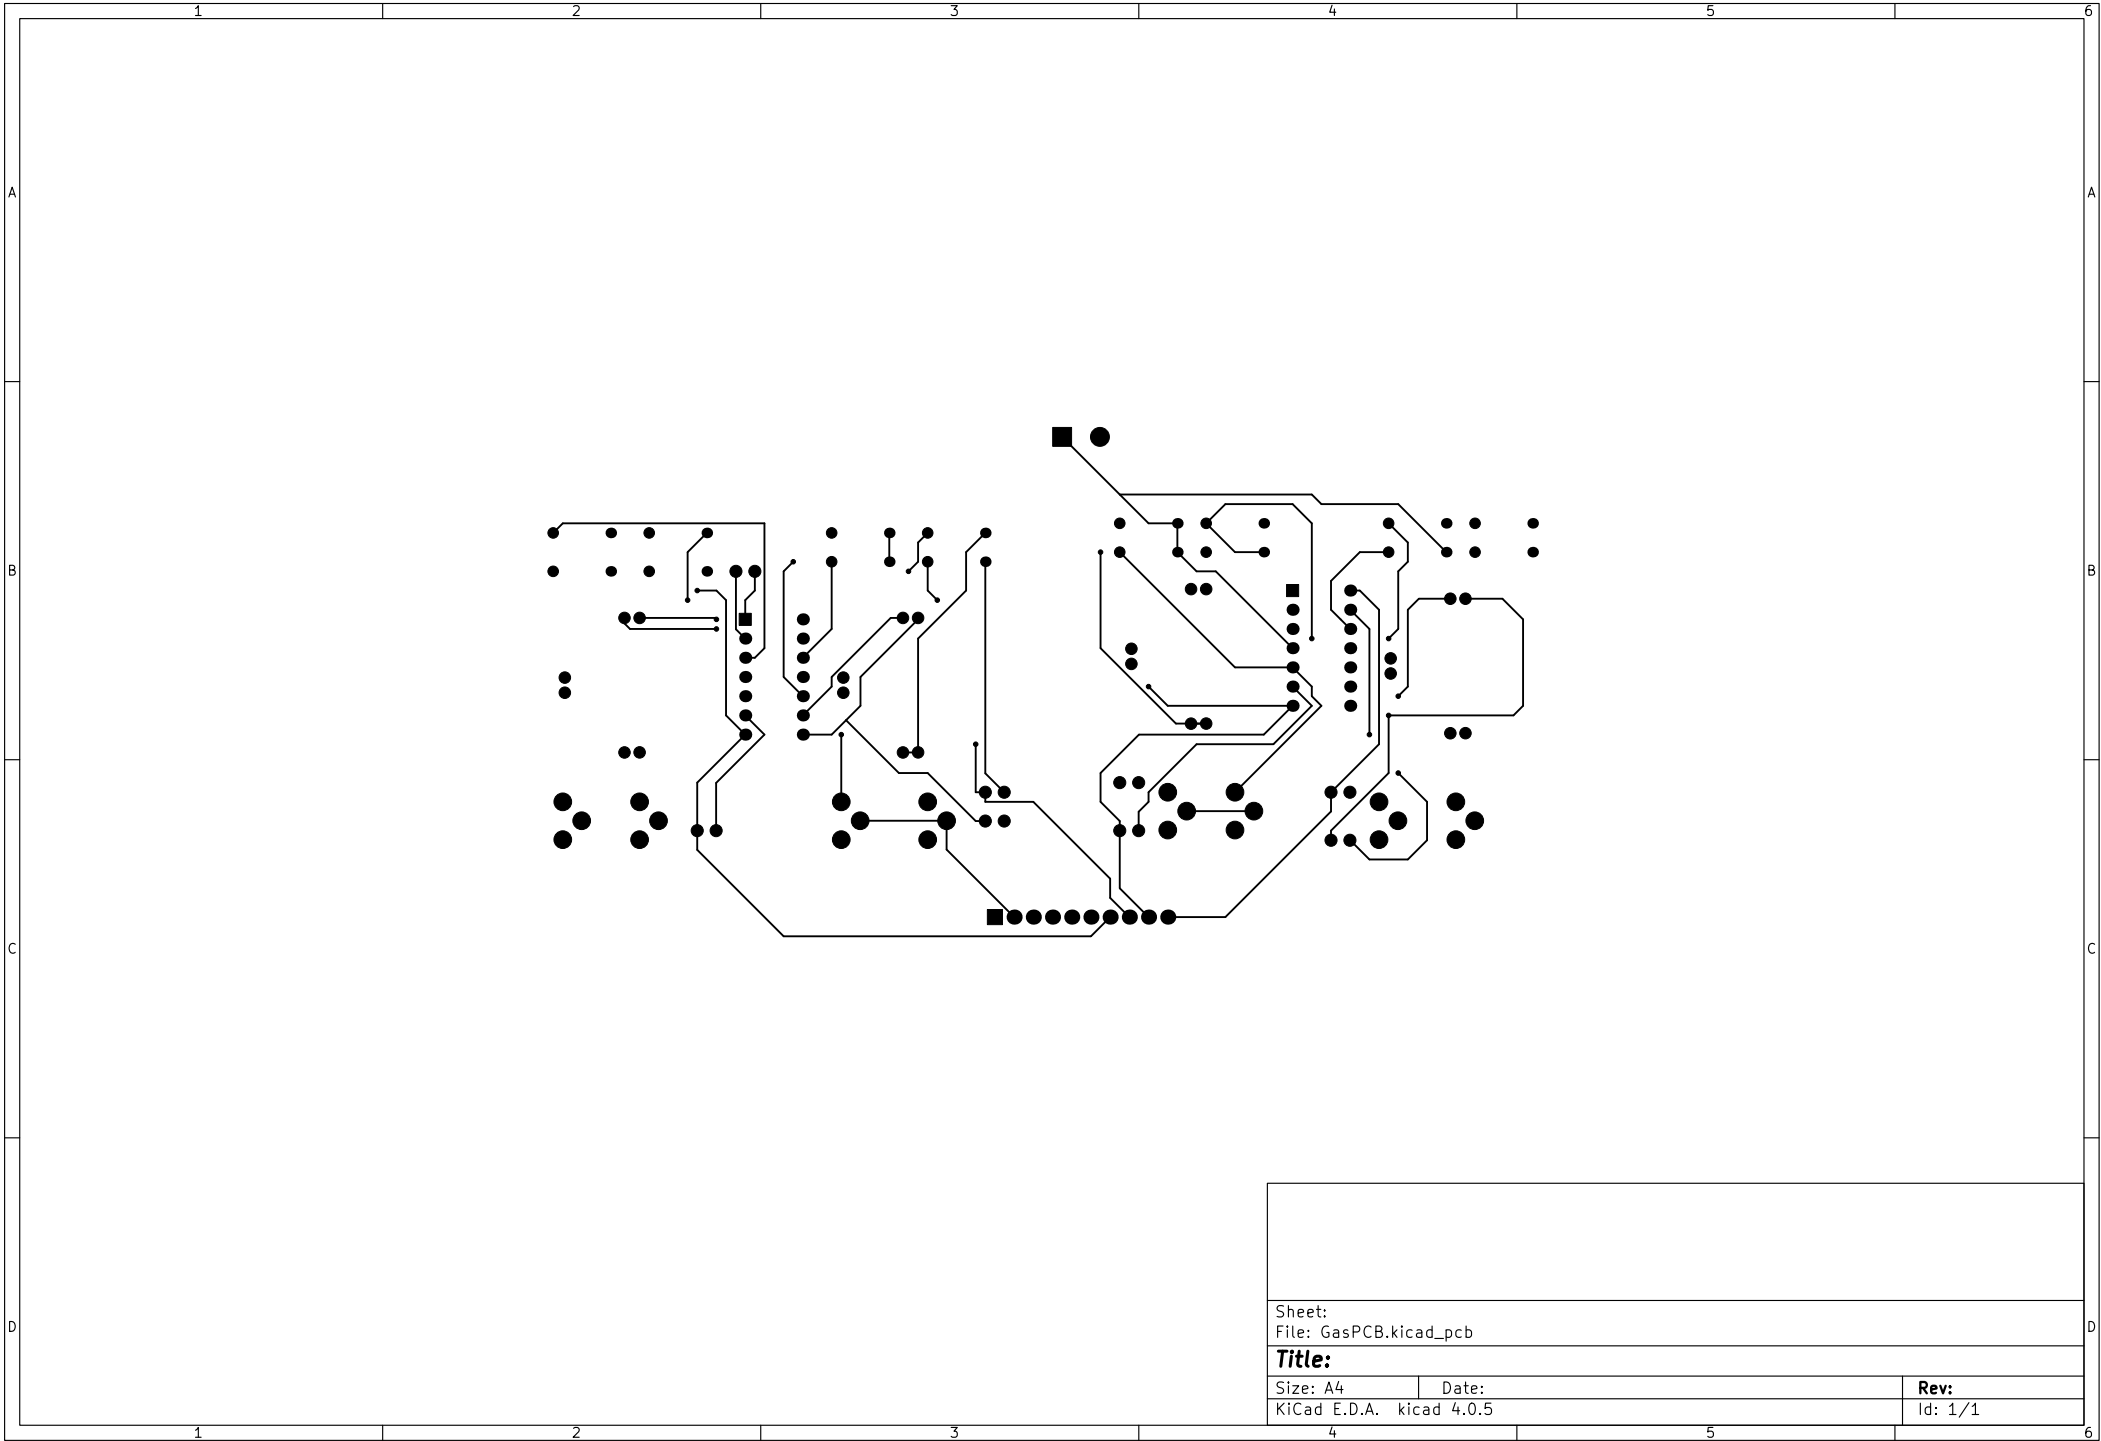 1 2 3 4 5 6
A A
B B
C C
D D
Sheet:
File: GasPCB.kicad_pcb
Title:
Size: A4 Date: Rev:
KiCad E.D.A. kicad 4.0.5 Id: 1/1
1 2 3 4 5 6